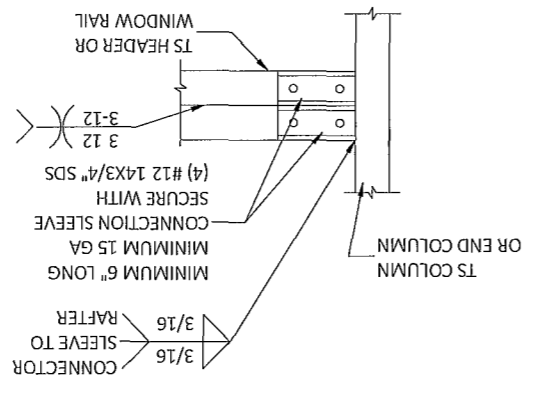 CONNECTOR
SLEEVE TO
RAFTER
3/16
3/16
TS COLUMN
OR END COLUMN
MINIMUM 6" LONG
MINIMUM 15 GA
CONNECTION SLEEVE
SECURE WITH
(4) #12 14X3/4" SDS
3 12
3-12
TS HEADER OR
WINDOW RAIL